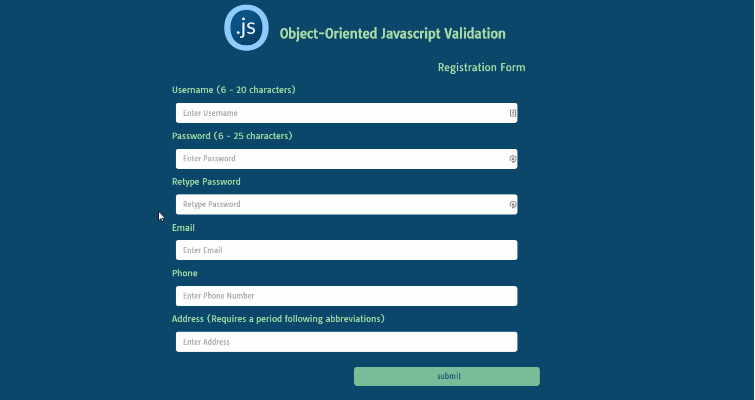 .js
Object-Oriented Javascript Validation
Registration Form
Username (6 - 20 characters)
Enter Username
Password (6 - 25 characters)
Enter Password
Retype Password
Retype Password
Email
Enter Email
Phone
Enter Phone Number
Address (Requires a period following abbreviations)
Enter Address
submit